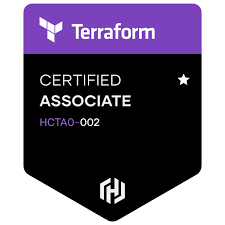 Terraform
CERTIFIED
ASSOCIATE
HCTA0-002